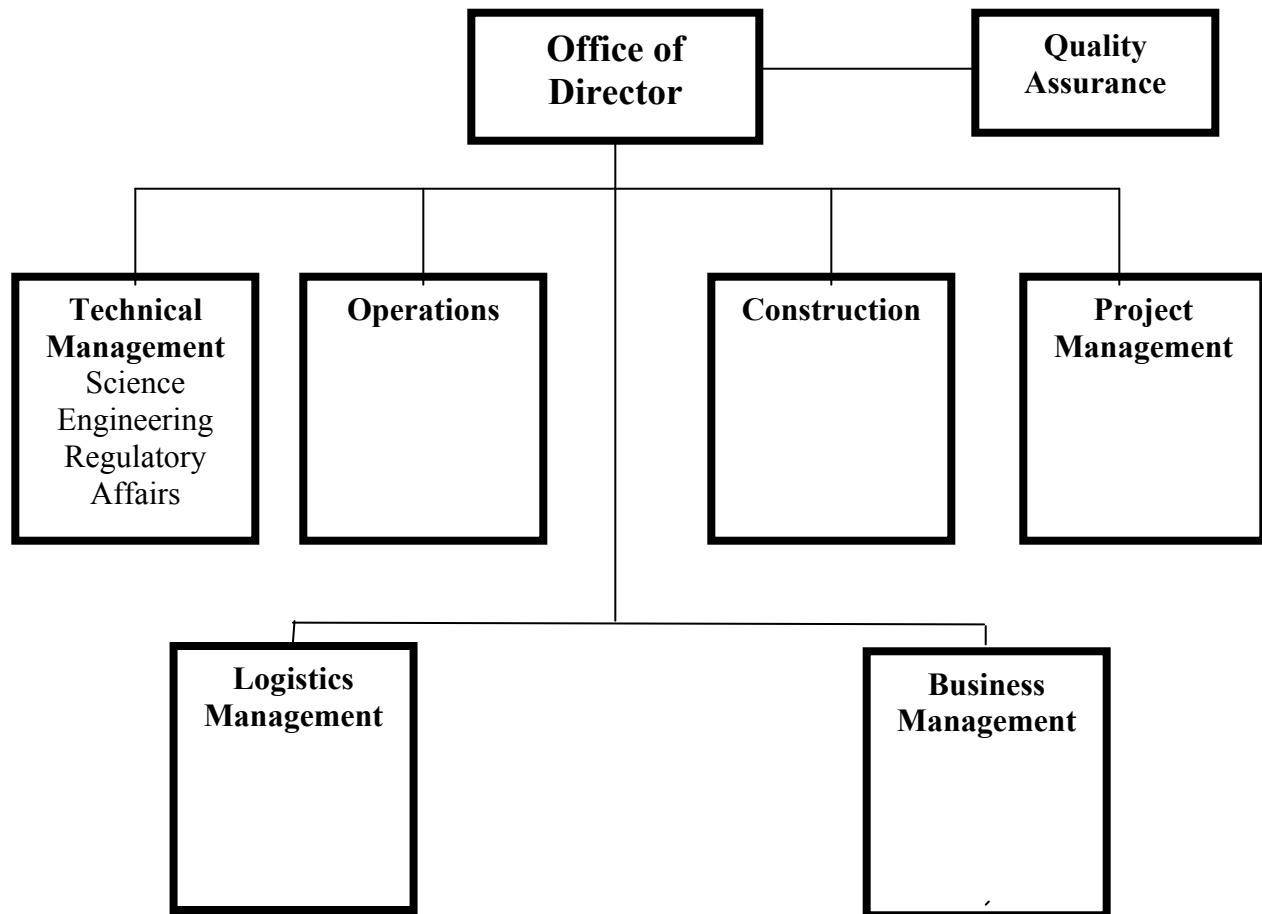 Office of
Director
Quality
Assurance
Technical
Management
Science
Engineering
Regulatory
Affairs
Operations
Construction
Project
Management
Logistics
Management
Business
Management